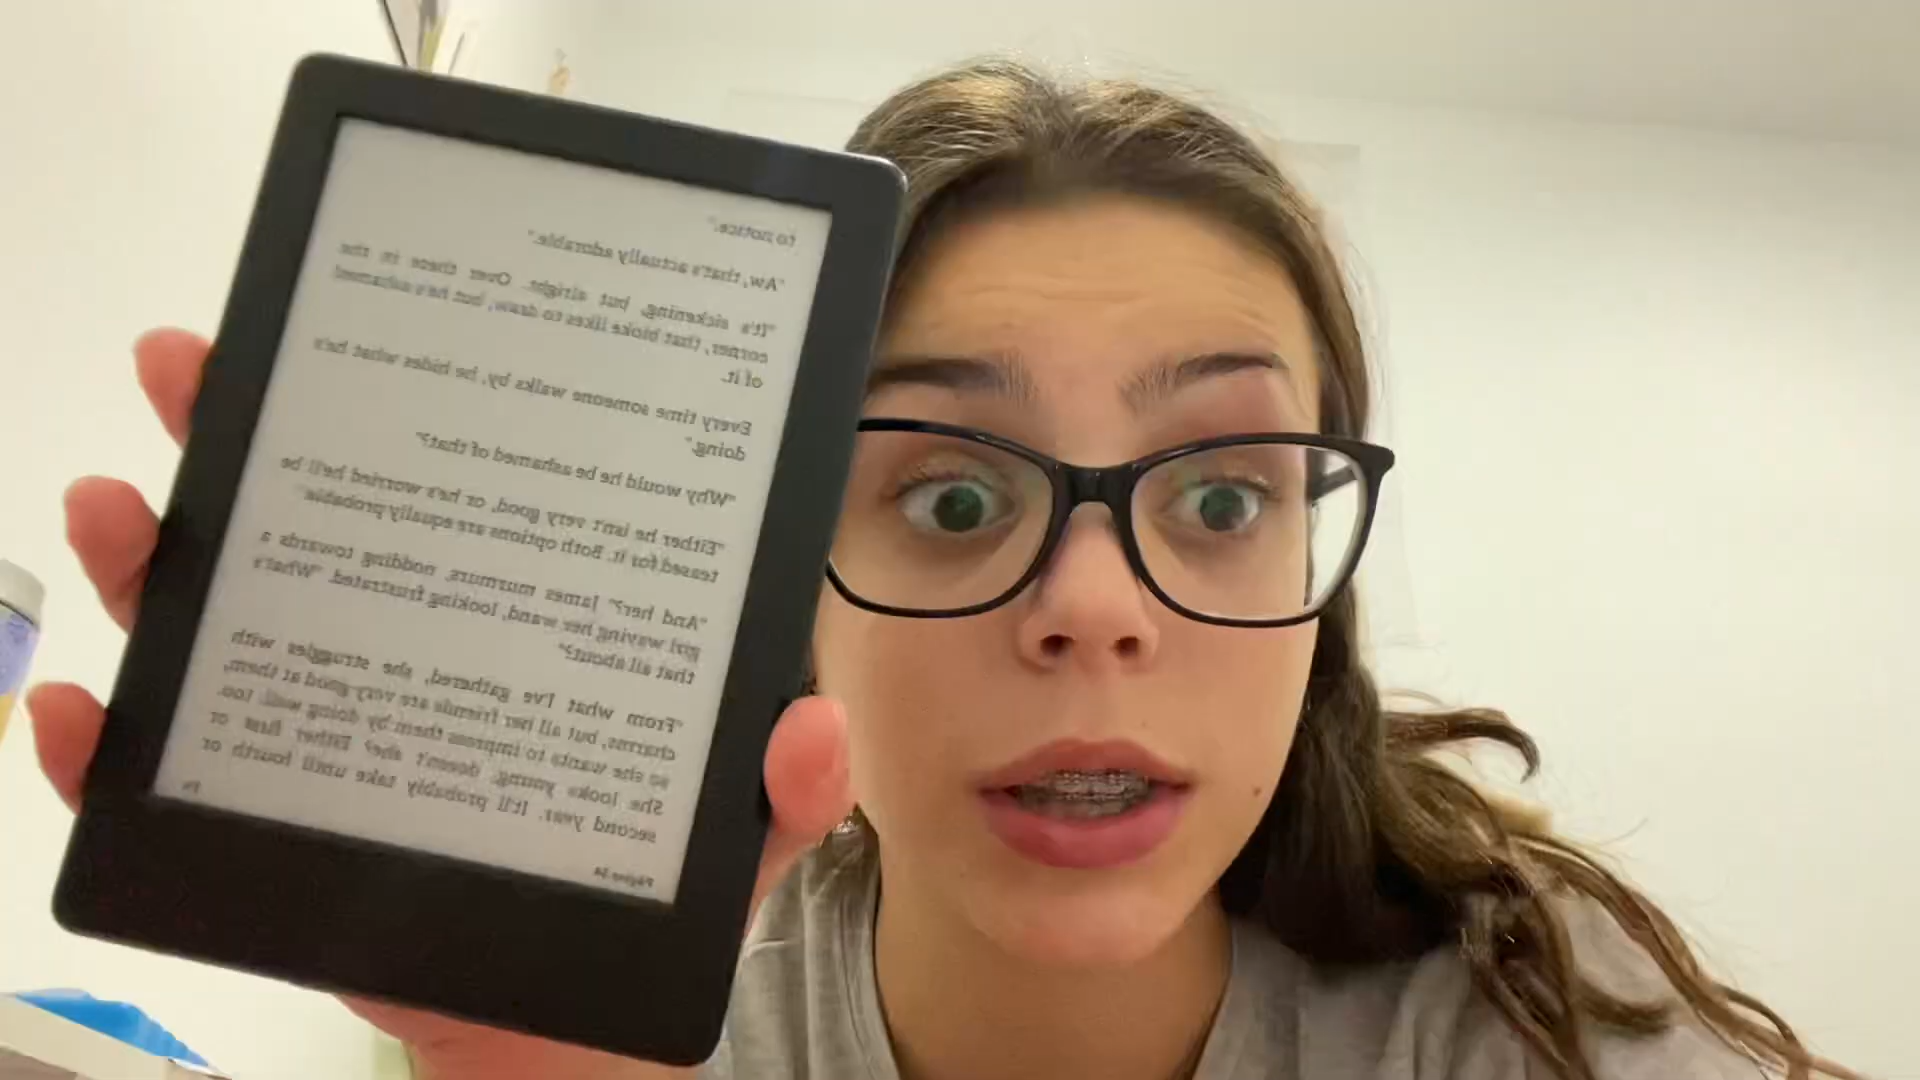 to notice."
"Aw, that's actually adorable."
"It's sickening, but alright. Over there in the
corner, that bloke likes to draw, but he's ashamed
of it.
Every time someone walks by, he hides what he's
doing."
"Why would he be ashamed of that?"
"Either he isn't very good, or he's worried he'll be
teased for it. Both options are equally probable."
"And her?" James murmurs, nodding towards a
girl waving her wand, looking frustrated. "What's
that all about?"
"From what I've gathered, she struggles with
charms, but all her friends are very good at them,
so she wants to impress them by doing well, too.
She looks young, doesn't she? Either first or
second year. It'll probably take until fourth or
Página 54